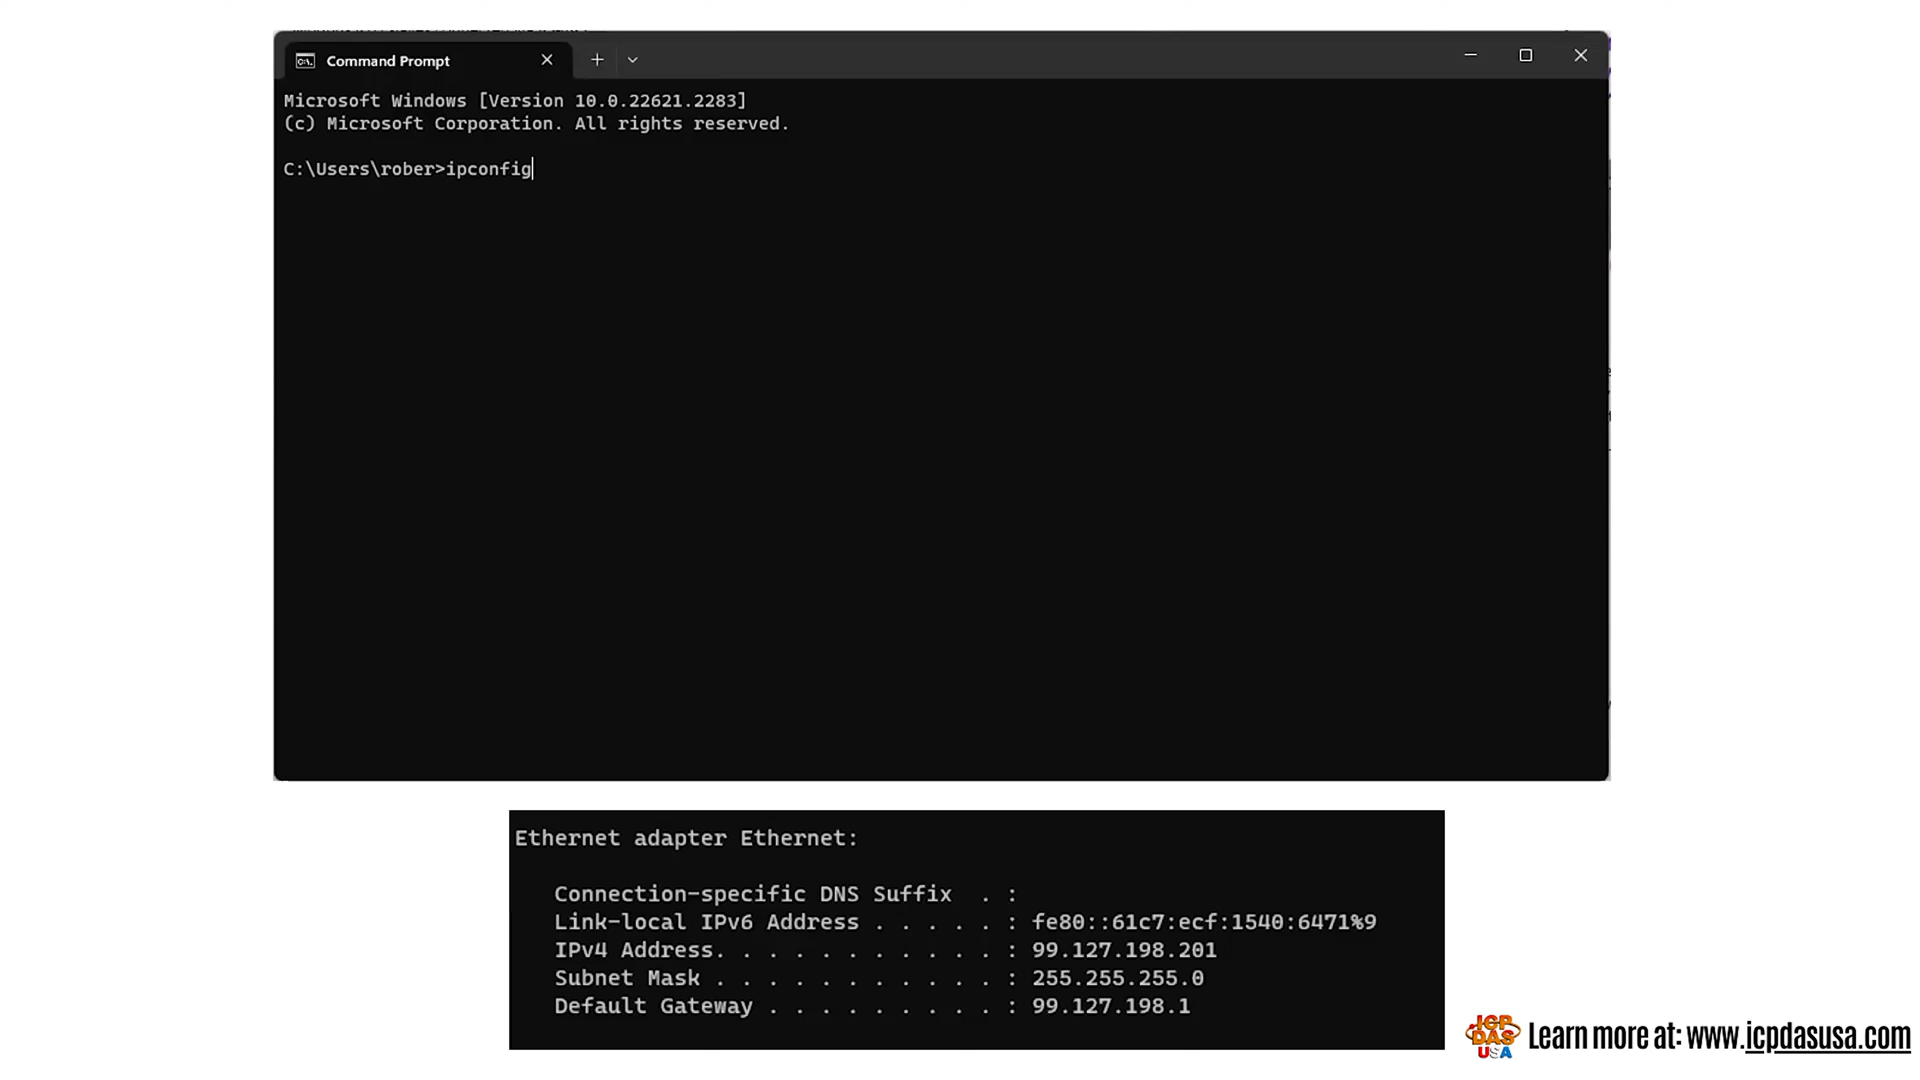 Command Prompt
Microsoft Windows [Version 10.0.22621.2283]
(c) Microsoft Corporation. All rights reserved.
C:\Users\rober>ipconfig
Ethernet adapter Ethernet:
Connection-specific DNS Suffix  . :
Link-local IPv6 Address . . . . . : fe80::61c7:ecf:1540:6471%9
IPv4 Address. . . . . . . . . . . : 99.127.198.201
Subnet Mask . . . . . . . . . . . : 255.255.255.0
Default Gateway . . . . . . . . . : 99.127.198.1
ICP DAS USA Learn more at: www.icpdasusa.com